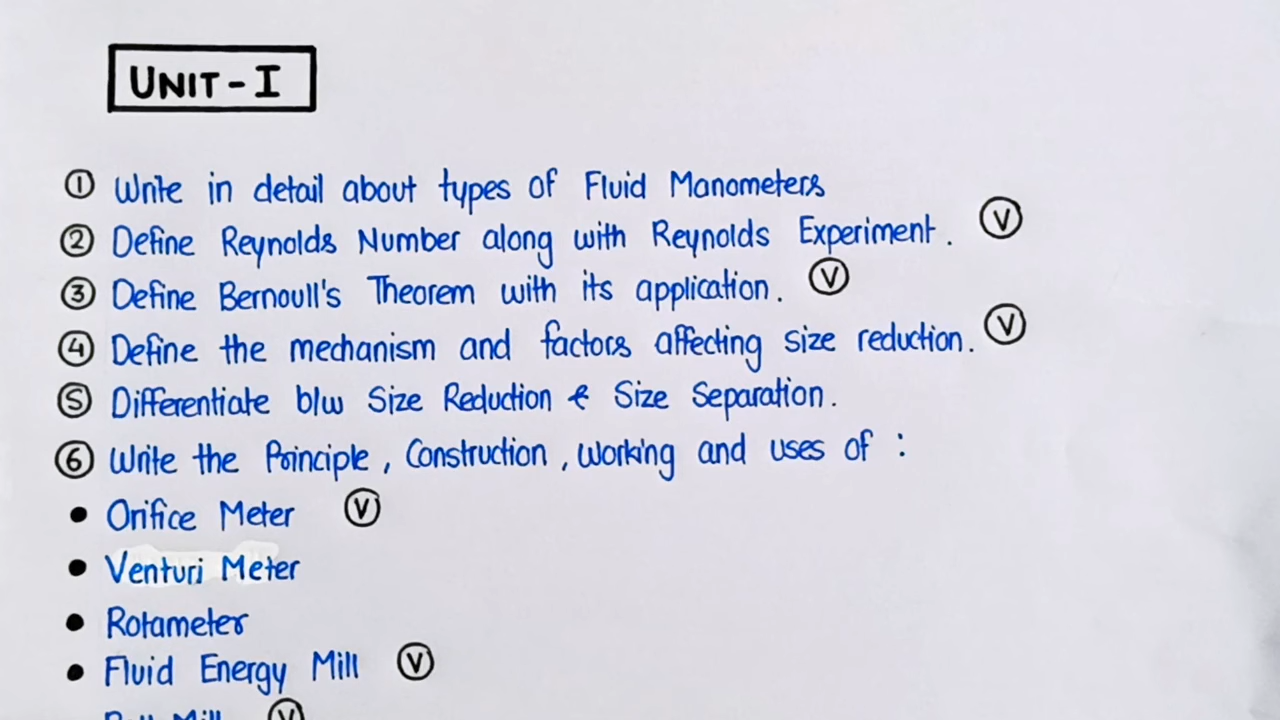 UNIT-I
① Write in detail about types of Fluid Manometers
② Define Reynolds Number along with Reynolds Experiment. Ⓥ
③ Define Bernoull's Theorem with its application. Ⓥ
④ Define the mechanism and factors affecting size reduction. Ⓥ
⑤ Differentiate b/w Size Reduction & Size Separation.
⑥ Write the Principle, Construction, Working and uses of :
• Orifice Meter Ⓥ
• Venturi Meter
• Rotameter
• Fluid Energy Mill Ⓥ
Ball Mill Ⓥ